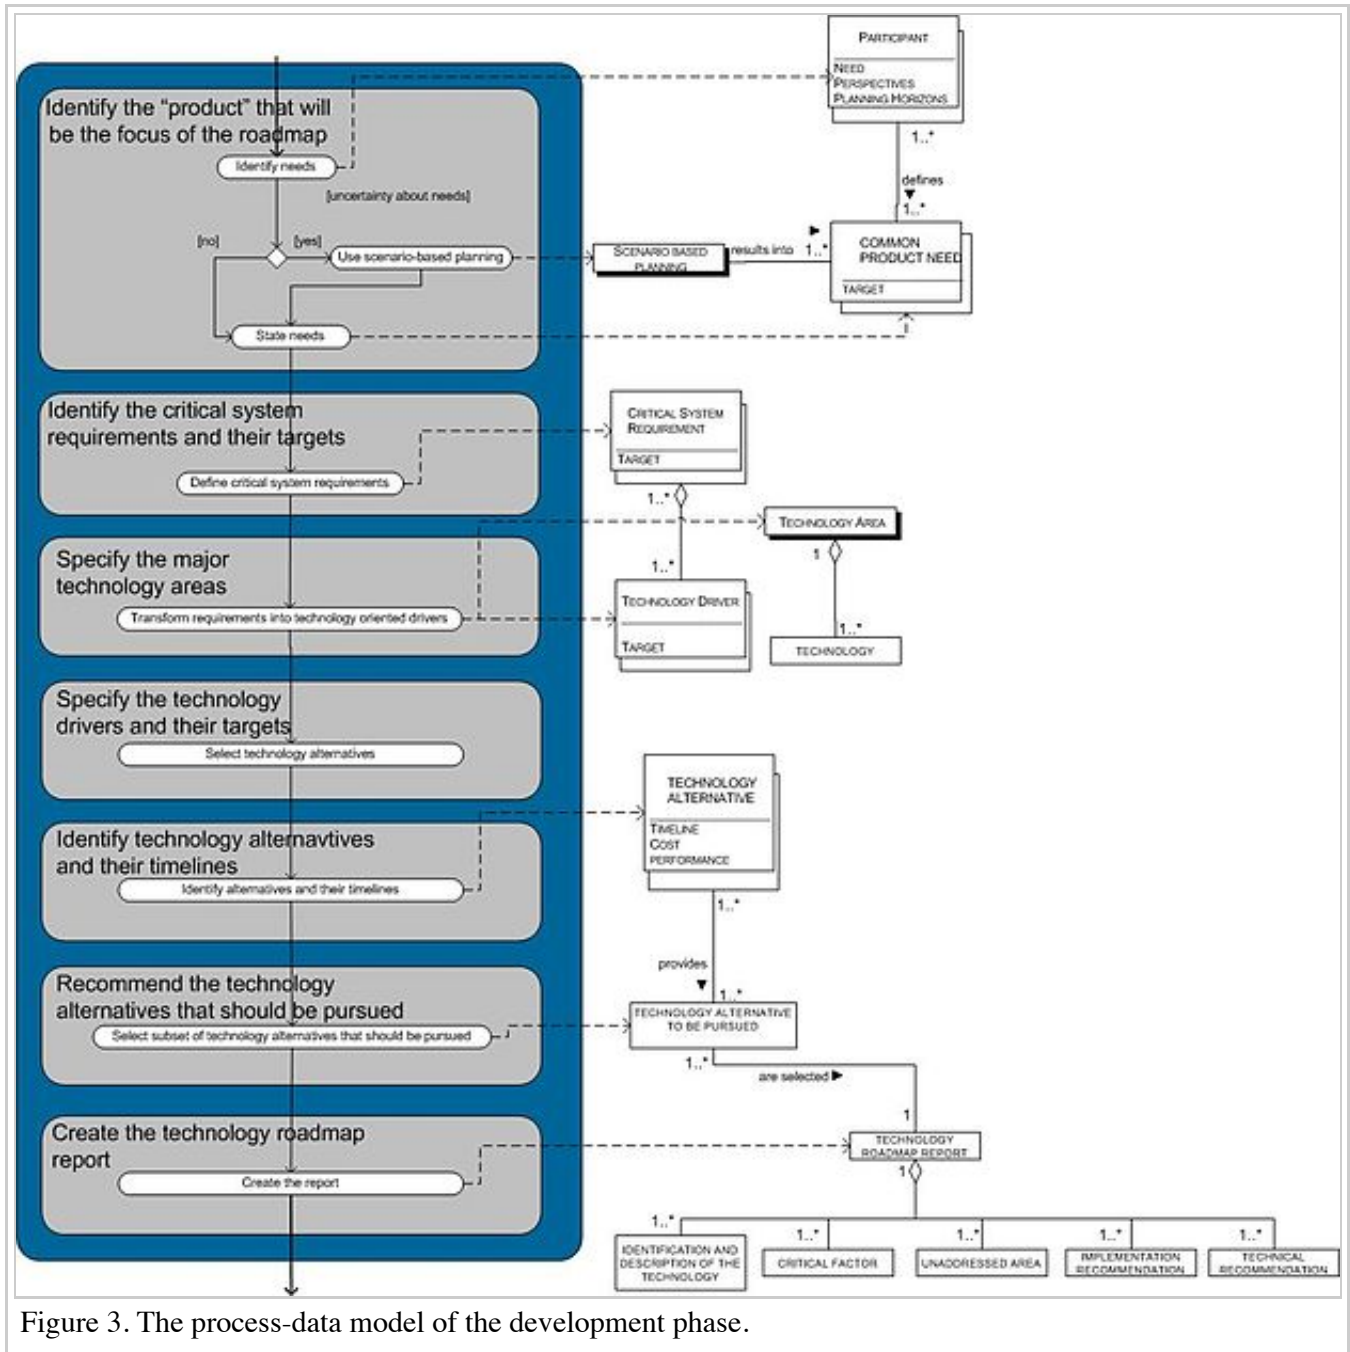 Identify the “product” that will
be the focus of the roadmap
Identify needs
[uncertainty about needs]
[no]
[yes]
Use scenario-based planning
State needs
PARTICIPANT
NEED
PERSPECTIVES
PLANNING HORIZONS
1..*
defines
1..*
SCENARIO BASED
PLANNING
results into
1..*
COMMON
PRODUCT NEED
TARGET
Identify the critical system
requirements and their targets
Define critical system requirements
CRITICAL SYSTEM
REQUIREMENT
TARGET
1..*
1..*
TECHNOLOGY AREA
1
1..*
TECHNOLOGY
Specify the major
technology areas
Transform requirements into technology oriented drivers
TECHNOLOGY DRIVER
TARGET
Specify the technology
drivers and their targets
Select technology alternatives
Identify technology alternavtives
and their timelines
Identify alternatives and their timelines
TECHNOLOGY
ALTERNATIVE
TIMELINE
COST
PERFORMANCE
1..*
provides
1..*
Recommend the technology
alternatives that should be pursued
Select subset of technology alternatives that should be pursued
TECHNOLOGY ALTERNATIVE
TO BE PURSUED
1..*
are selected
1
Create the technology roadmap
report
Create the report
TECHNOLOGY
ROADMAP REPORT
1
1..*
1..*
1..*
1..*
1..*
IDENTIFICATION AND
DESCRIPTION OF THE
TECHNOLOGY
CRITICAL FACTOR
UNADDRESSED AREA
IMPLEMENTATION
RECOMMENDATION
TECHNICAL
RECOMMENDATION
Figure 3. The process-data model of the development phase.